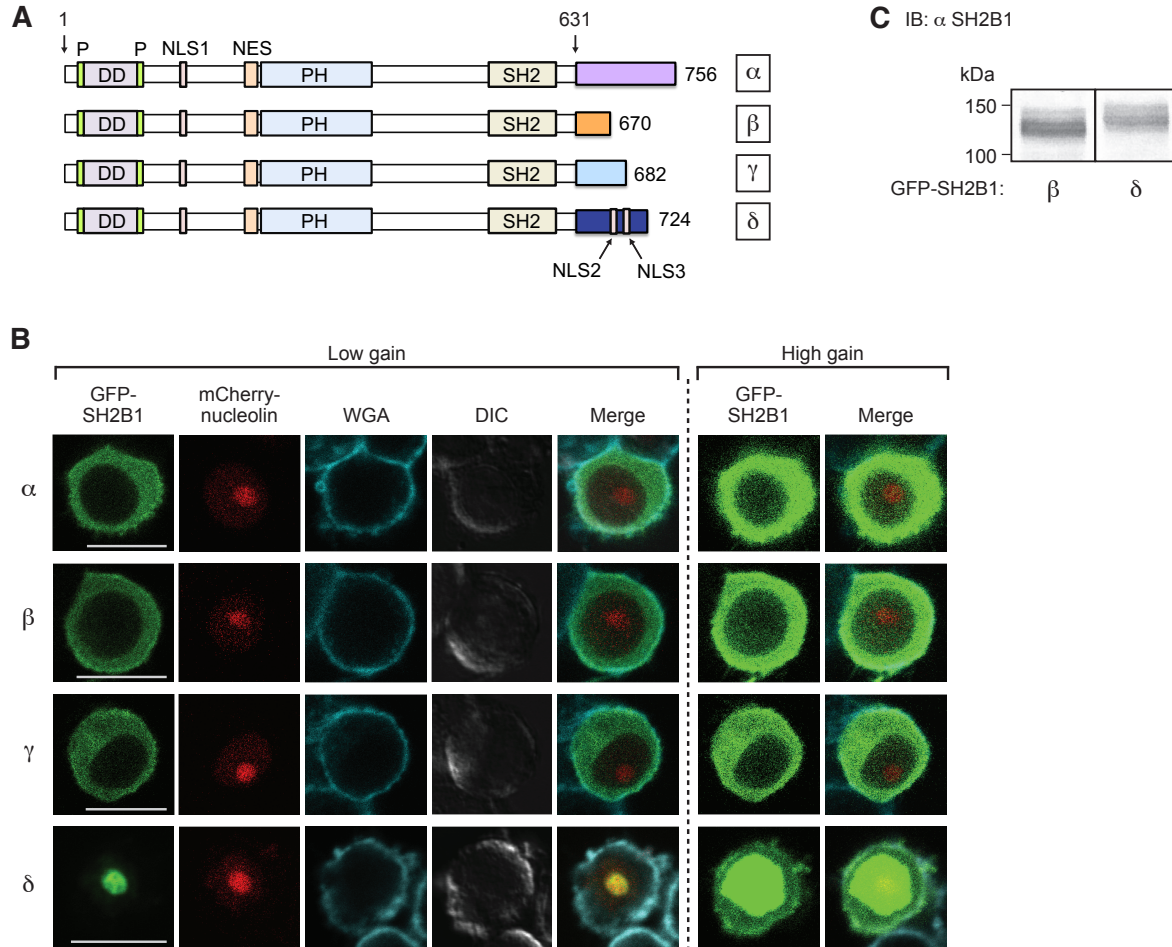 A
1
631
P
P
NLS1
NES
DD
PH
SH2
756
α
DD
PH
SH2
670
β
DD
PH
SH2
682
γ
DD
PH
SH2
724
δ
NLS2
NLS3
C
IB: α SH2B1
kDa
150
100
GFP-SH2B1:
β
δ
B
Low gain
High gain
GFP-
SH2B1
mCherry-
nucleolin
WGA
DIC
Merge
GFP-
SH2B1
Merge
α
β
γ
δ